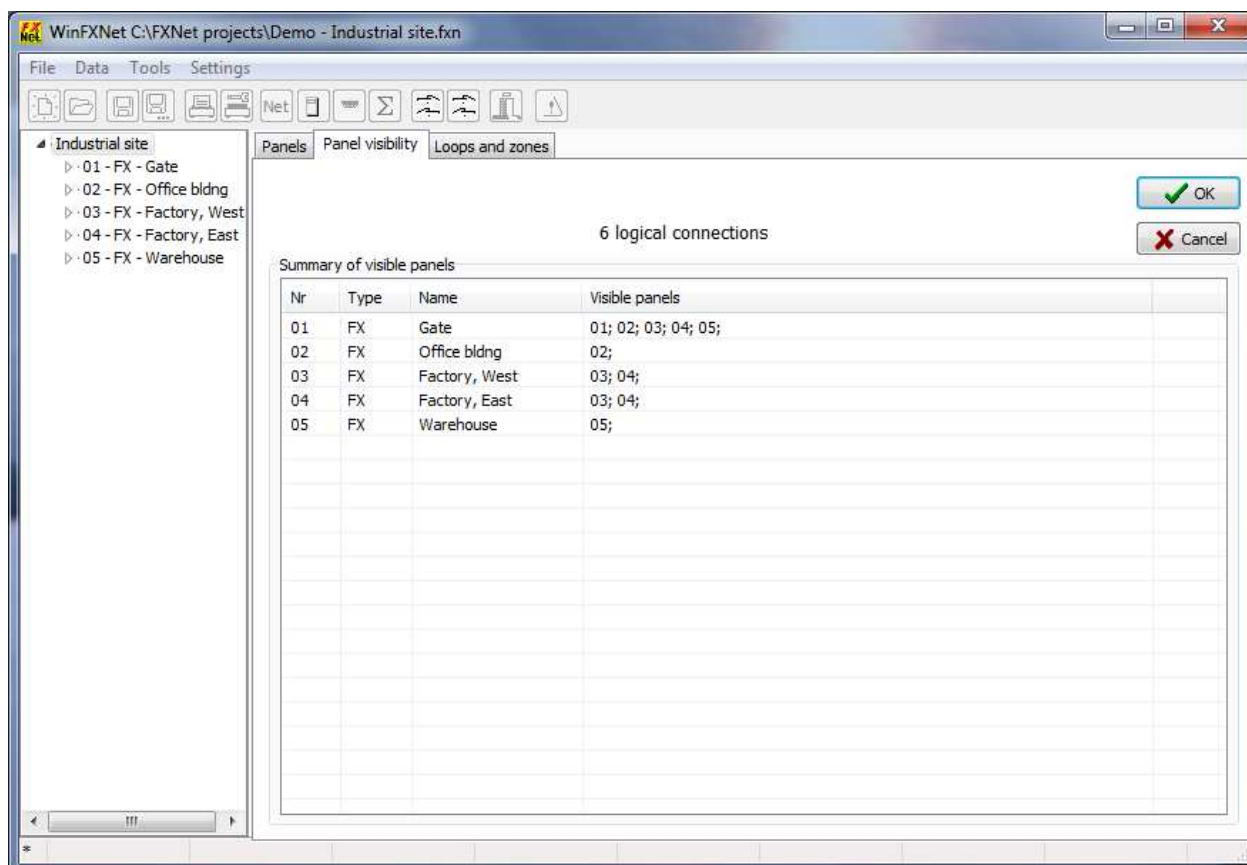 FX Net WinFXNet C:\FXNet projects\Demo - Industrial site.fxn
File Data Tools Settings
Net Σ
Industrial site
01 - FX - Gate
02 - FX - Office bldng
03 - FX - Factory, West
04 - FX - Factory, East
05 - FX - Warehouse
Panels Panel visibility Loops and zones
OK
6 logical connections
Cancel
Summary of visible panels
Nr Type Name Visible panels
01 FX Gate 01; 02; 03; 04; 05;
02 FX Office bldng 02;
03 FX Factory, West 03; 04;
04 FX Factory, East 03; 04;
05 FX Warehouse 05;
*